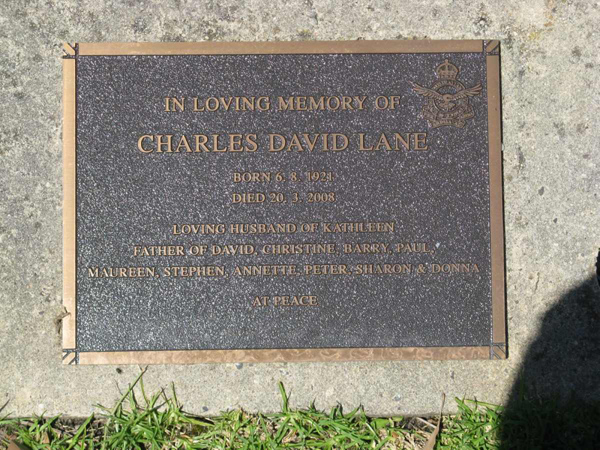 IN LOVING MEMORY OF
CHARLES DAVID LANE
BORN 6. 8. 1921
DIED 20. 3. 2008
LOVING HUSBAND OF KATHLEEN
FATHER OF DAVID, CHRISTINE, BARRY, PAUL,
MAUREEN, STEPHEN, ANNETTE, PETER, SHARON & DONNA
AT PEACE